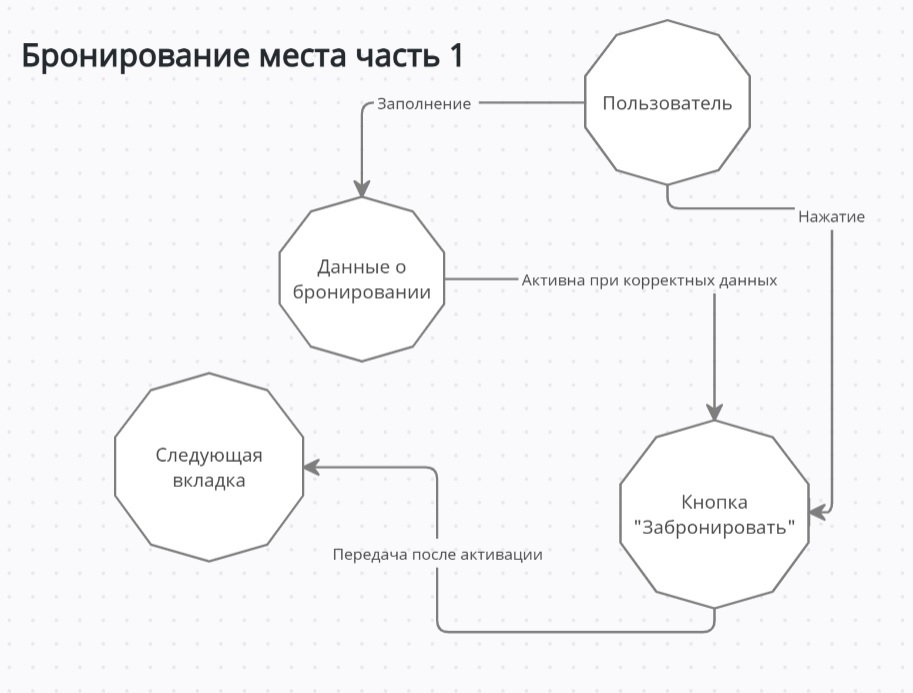 Бронирование места часть 1
Пользователь
Заполнение
Нажатие
Данные о
бронировании
Активна при корректных данных
Следующая
вкладка
Кнопка
"Забронировать"
Передача после активации